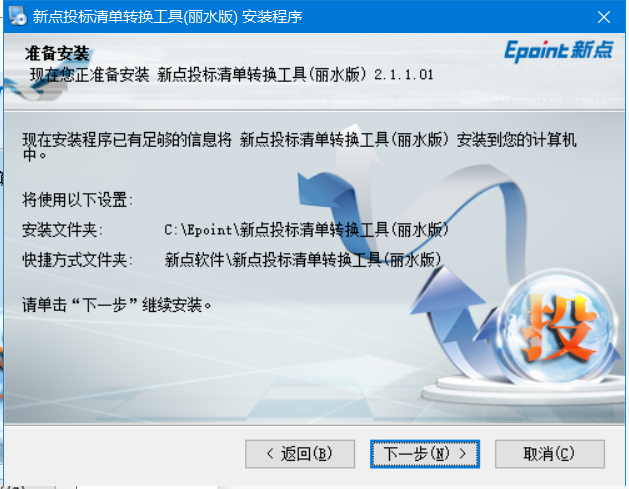 新点投标清单转换工具(丽水版) 安装程序
准备安装
现在您正准备安装 新点投标清单转换工具(丽水版) 2.1.1.01
Epoint新点
现在安装程序已有足够的信息将 新点投标清单转换工具(丽水版) 安装到您的计算机
中。
将使用以下设置:
安装文件夹: C:\Epoint\新点投标清单转换工具(丽水版)
快捷方式文件夹: 新点软件\新点投标清单转换工具(丽水版)
请单击“下一步”继续安装。
投
< 返回(B)
下一步(N) >
取消(C)